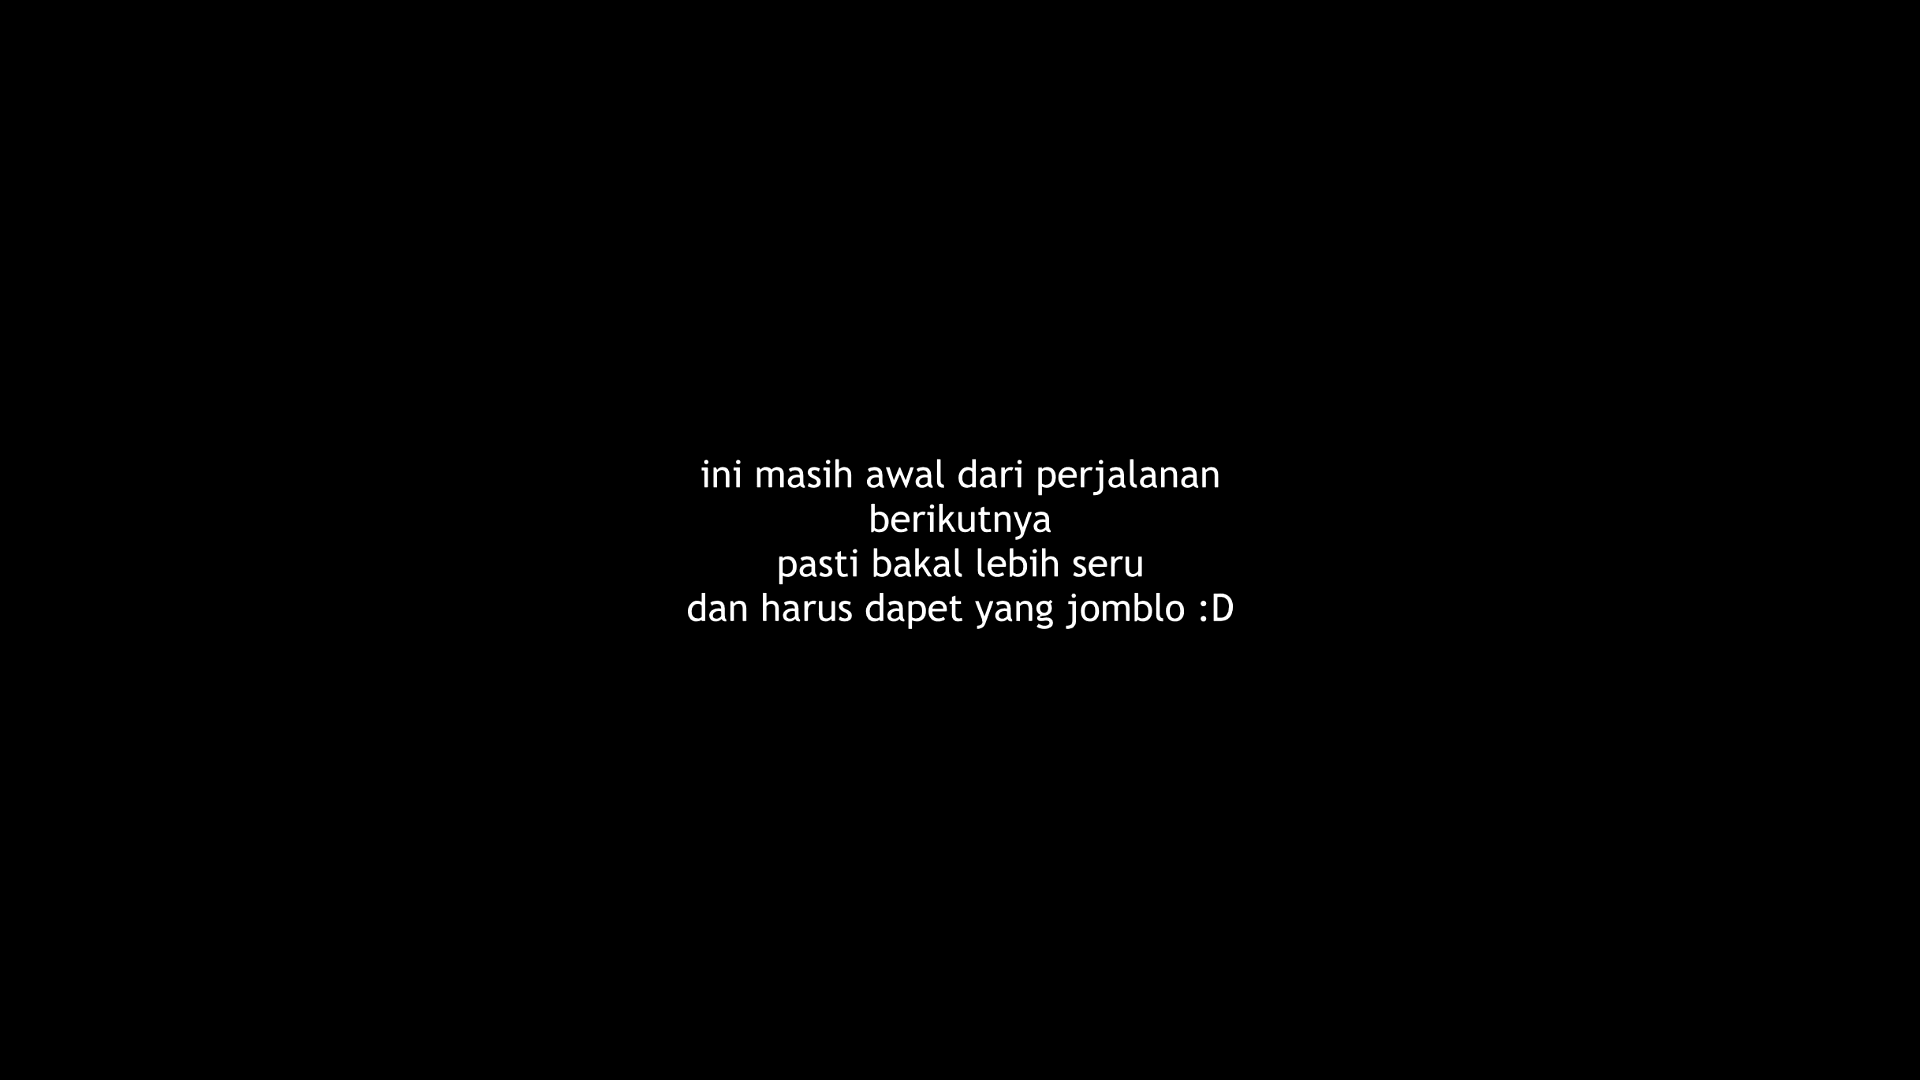 ini masih awal dari perjalanan
berikutnya
pasti bakal lebih seru
dan harus dapet yang jomblo :D